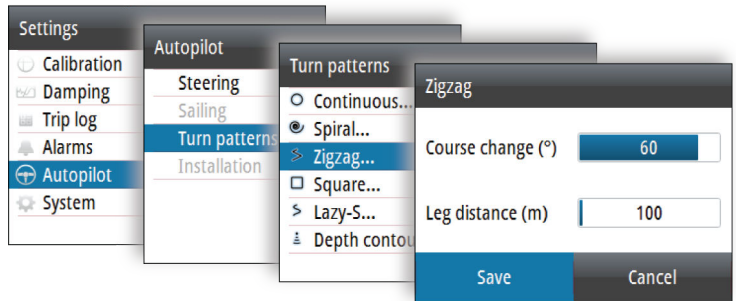 Settings
Calibration
Damping
Trip log
Alarms
Autopilot
System
Autopilot
Steering
Sailing
Turn patterns
Installation
Turn patterns
Continuous...
Spiral...
Zigzag...
Square...
Lazy-S...
Depth contou
Zigzag
Course change (°) 60
Leg distance (m) 100
Save Cancel